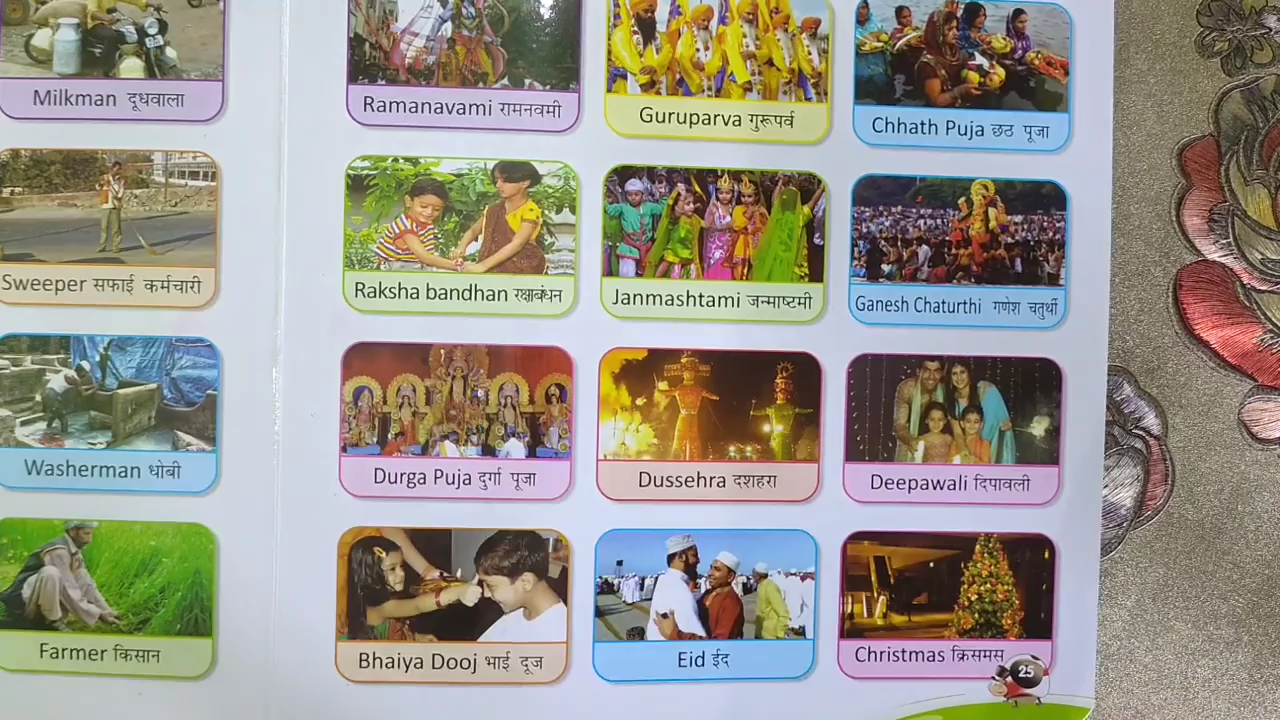 Milkman दूधवाला
Sweeper सफाई कर्मचारी
Washerman धोबी
Farmer किसान
Ramanavami रामनवमी
Guruparva गुरूपर्व
Chhath Puja छठ पूजा
Raksha bandhan रक्षाबंधन
Janmashtami जन्माष्टमी
Ganesh Chaturthi गणेश चतुर्थी
Durga Puja दुर्गा पूजा
Dussehra दशहरा
Deepawali दिपावली
Bhaiya Dooj भाई दूज
Eid ईद
Christmas क्रिसमस
25